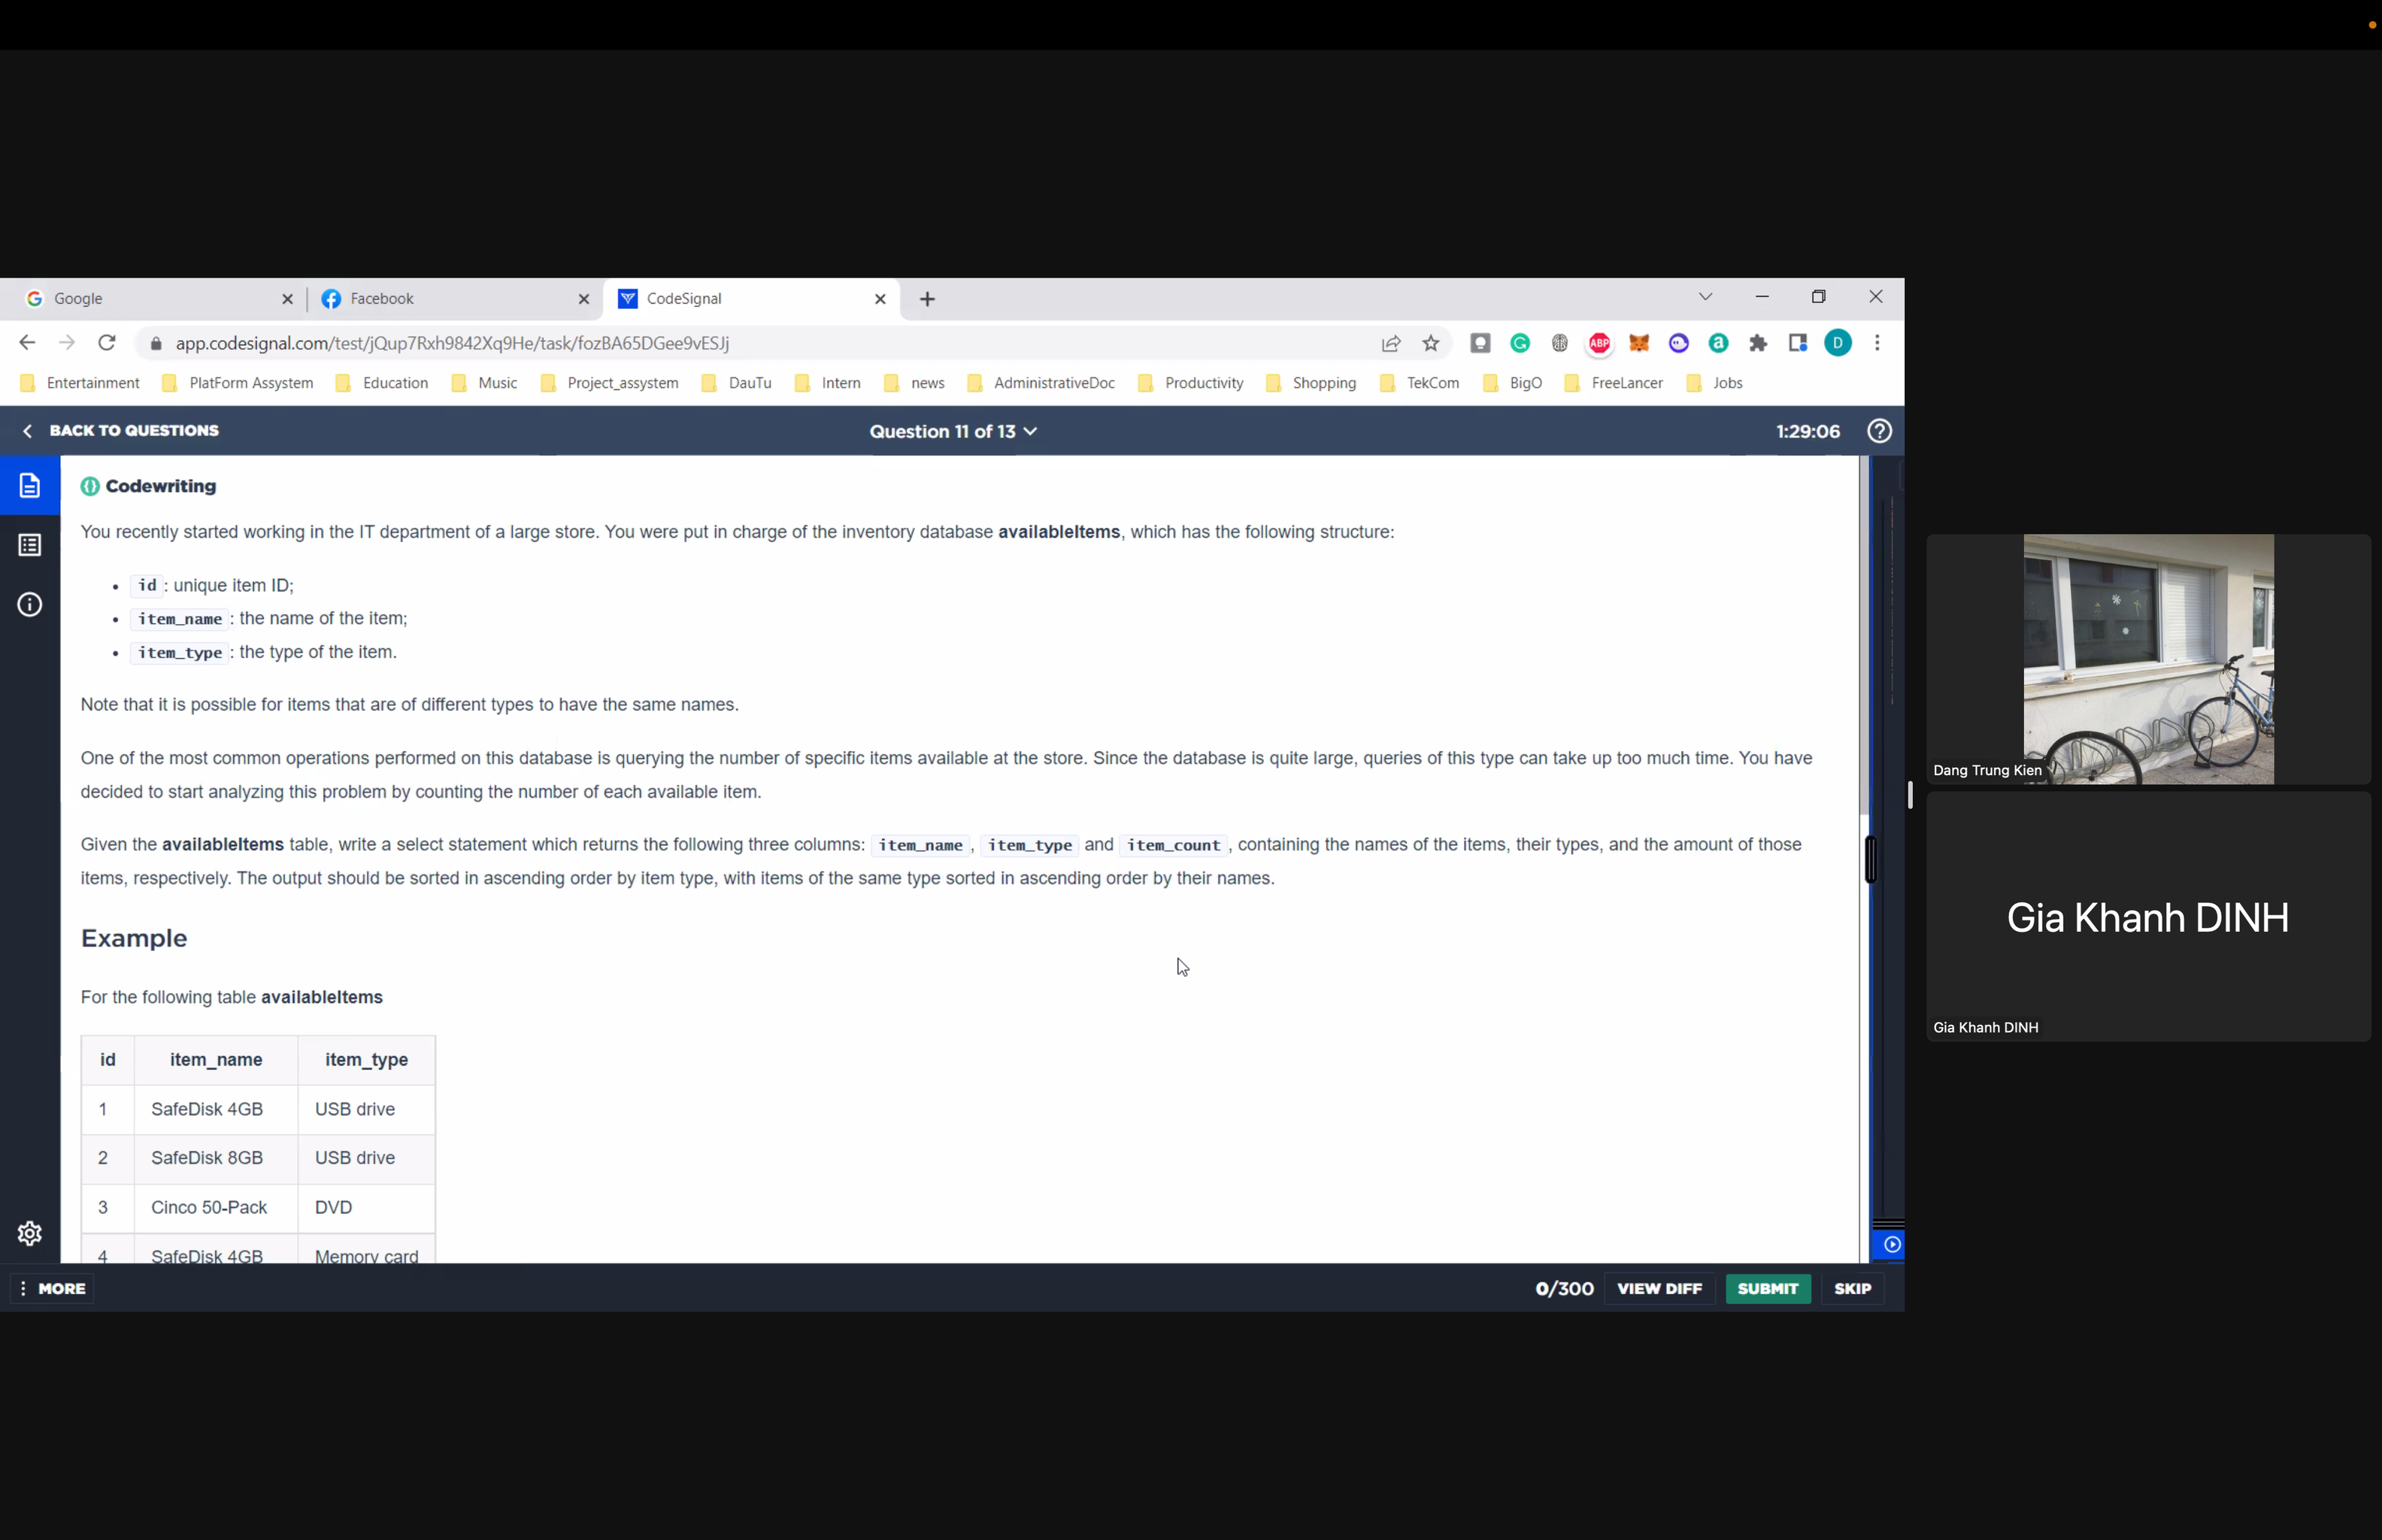 Google
Facebook
CodeSignal
app.codesignal.com/test/jQup7Rxh9842Xq9He/task/fozBA65DGee9vESJj
ABP
D
Entertainment PlatForm Assystem Education Music Project_assystem DauTu Intern news AdministrativeDoc Productivity Shopping TekCom BigO FreeLancer Jobs
BACK TO QUESTIONS
Question 11 of 13
1:29:06
Codewriting
You recently started working in the IT department of a large store. You were put in charge of the inventory database availableItems, which has the following structure:
• id : unique item ID;
• item_name : the name of the item;
• item_type : the type of the item.
Note that it is possible for items that are of different types to have the same names.
One of the most common operations performed on this database is querying the number of specific items available at the store. Since the database is quite large, queries of this type can take up too much time. You have
decided to start analyzing this problem by counting the number of each available item.
Given the availableItems table, write a select statement which returns the following three columns: item_name , item_type and item_count , containing the names of the items, their types, and the amount of those
items, respectively. The output should be sorted in ascending order by item type, with items of the same type sorted in ascending order by their names.
Example
For the following table availableItems
id item_name item_type
1 SafeDisk 4GB USB drive
2 SafeDisk 8GB USB drive
3 Cinco 50-Pack DVD
4 SafeDisk 4GB Memory card
MORE
0/300
VIEW DIFF
SUBMIT
SKIP
Dang Trung Kien
Gia Khanh DINH
Gia Khanh DINH